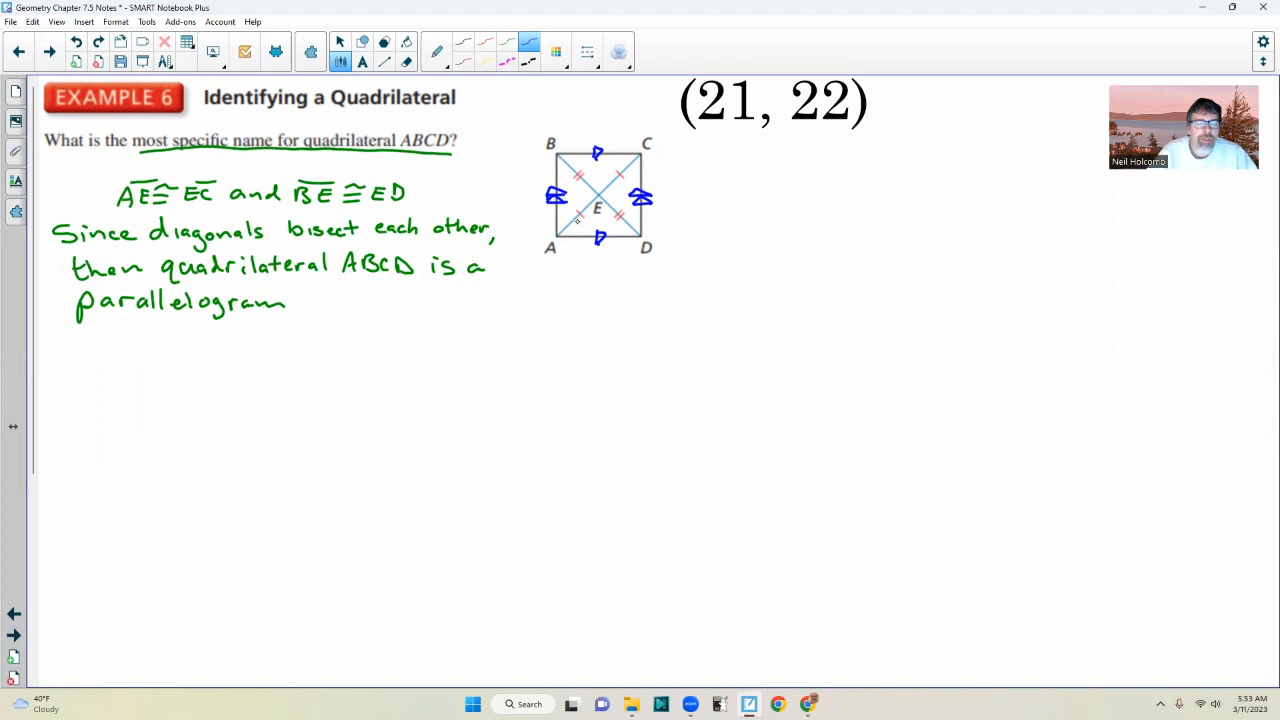 Geometry Chapter 7.5 Notes * - SMART Notebook Plus
File Edit View Insert Format Tools Add-ons Account Help
EXAMPLE 6 Identifying a Quadrilateral
(21, 22)
What is the most specific name for quadrilateral ABCD?
B C
E
A D
AE ≅ EC and BE ≅ ED
Since diagonals bisect each other,
then quadrilateral ABCD is a
parallelogram
Neil Holcomb
40°F
Cloudy
Search
5:53 AM
3/11/2023